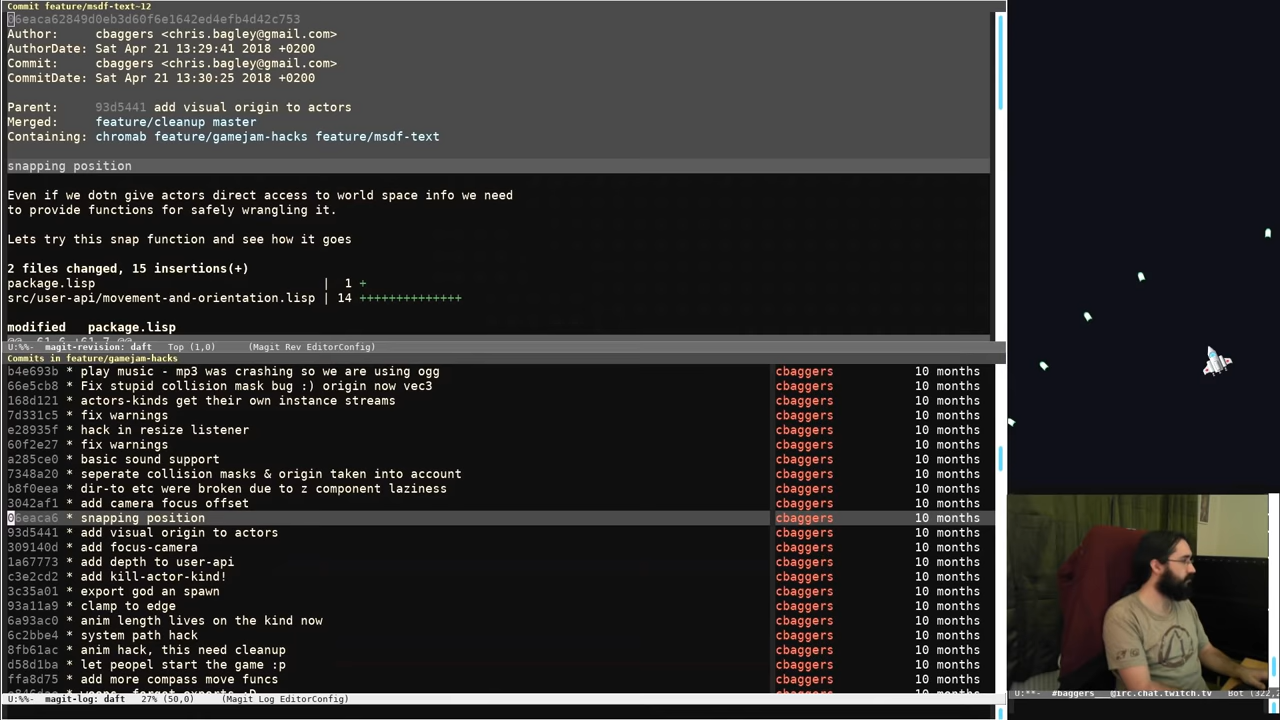 Commit feature/msdf-text~12
06eaca62849d0eb3d60f6e1642ed4efb4d42c753
Author:     cbaggers <chris.bagley@gmail.com>
AuthorDate: Sat Apr 21 13:29:41 2018 +0200
Commit:     cbaggers <chris.bagley@gmail.com>
CommitDate: Sat Apr 21 13:30:25 2018 +0200
Parent:     93d5441 add visual origin to actors
Merged:     feature/cleanup master
Containing: chromab feature/gamejam-hacks feature/msdf-text
snapping position
Even if we dotn give actors direct access to world space info we need
to provide functions for safely wrangling it.
Lets try this snap function and see how it goes
2 files changed, 15 insertions(+)
package.lisp                               |  1 +
src/user-api/movement-and-orientation.lisp | 14 ++++++++++++++
modified   package.lisp
@@ -61,6 +61,7 @@
U:%%-  magit-revision: daft   Top (1,0)     (Magit Rev EditorConfig)
Commits in feature/gamejam-hacks
b4e693b * play music - mp3 was crashing so we are using ogg cbaggers 10 months
66e5cb8 * Fix stupid collision mask bug :) origin now vec3 cbaggers 10 months
168d121 * actors-kinds get their own instance streams cbaggers 10 months
7d331c5 * fix warnings cbaggers 10 months
e28935f * hack in resize listener cbaggers 10 months
60f2e27 * fix warnings cbaggers 10 months
a285ce0 * basic sound support cbaggers 10 months
7348a20 * seperate collision masks & origin taken into account cbaggers 10 months
b8f0eea * dir-to etc were broken due to z component laziness cbaggers 10 months
3042af1 * add camera focus offset cbaggers 10 months
06eaca6 * snapping position cbaggers 10 months
93d5441 * add visual origin to actors cbaggers 10 months
309140d * add focus-camera cbaggers 10 months
1a67773 * add depth to user-api cbaggers 10 months
c3e2cd2 * add kill-actor-kind! cbaggers 10 months
3c35a01 * export god an spawn cbaggers 10 months
93a11a9 * clamp to edge cbaggers 10 months
6a93ac0 * anim length lives on the kind now cbaggers 10 months
6c2bbe4 * system path hack cbaggers 10 months
8fb61ac * anim hack, this need cleanup cbaggers 10 months
d58d1ba * let peopel start the game :p cbaggers 10 months
ffa8d75 * add more compass move funcs cbaggers 10 months
cbaggers 10 months
U:%%-  magit-log: daft   27% (50,0)     (Magit Log EditorConfig)
U:**-  #baggers___@irc.chat.twitch.tv   Bot (322,